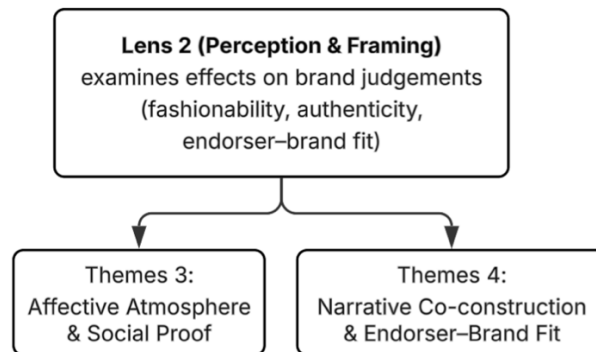 Lens 2 (Perception & Framing)
examines effects on brand judgements
(fashionability, authenticity,
endorser–brand fit)
Themes 3:
Affective Atmosphere
& Social Proof
Themes 4:
Narrative Co-construction
& Endorser–Brand Fit